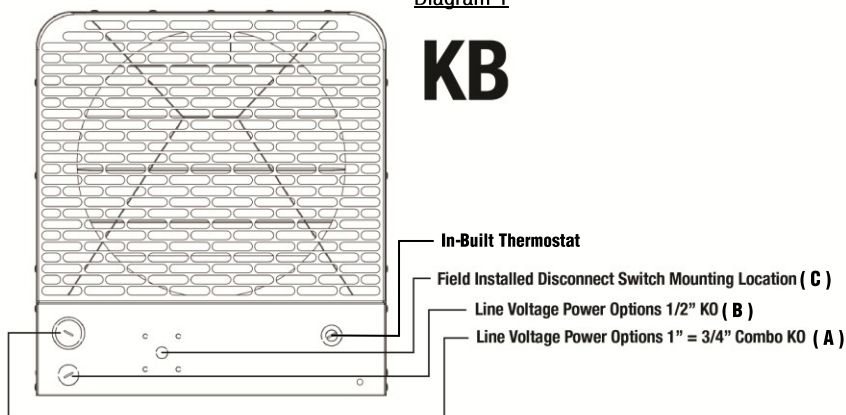 Diagram 1
KB
In-Built Thermostat
Field Installed Disconnect Switch Mounting Location ( C )
Line Voltage Power Options 1/2” KO ( B )
Line Voltage Power Options 1” = 3/4” Combo KO ( A )